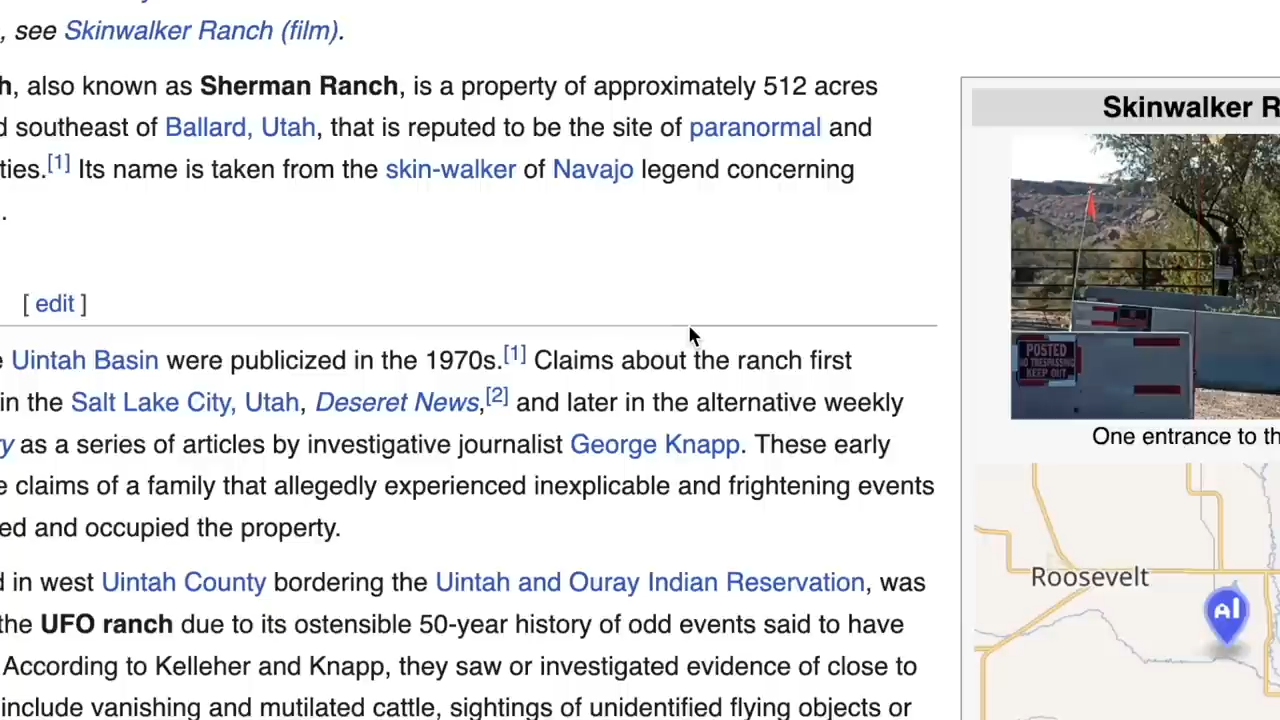 , see Skinwalker Ranch (film).
h, also known as Sherman Ranch, is a property of approximately 512 acres
d southeast of Ballard, Utah, that is reputed to be the site of paranormal and
ties.[1] Its name is taken from the skin-walker of Navajo legend concerning
.
[ edit ]
e Uintah Basin were publicized in the 1970s.[1] Claims about the ranch first
in the Salt Lake City, Utah, Deseret News,[2] and later in the alternative weekly
ry as a series of articles by investigative journalist George Knapp. These early
e claims of a family that allegedly experienced inexplicable and frightening events
ed and occupied the property.
d in west Uintah County bordering the Uintah and Ouray Indian Reservation, was
the UFO ranch due to its ostensible 50-year history of odd events said to have
According to Kelleher and Knapp, they saw or investigated evidence of close to
include vanishing and mutilated cattle, sightings of unidentified flying objects or
Skinwalker R
POSTED
NO TRESPASSING
KEEP OUT
One entrance to th
Roosevelt
AI